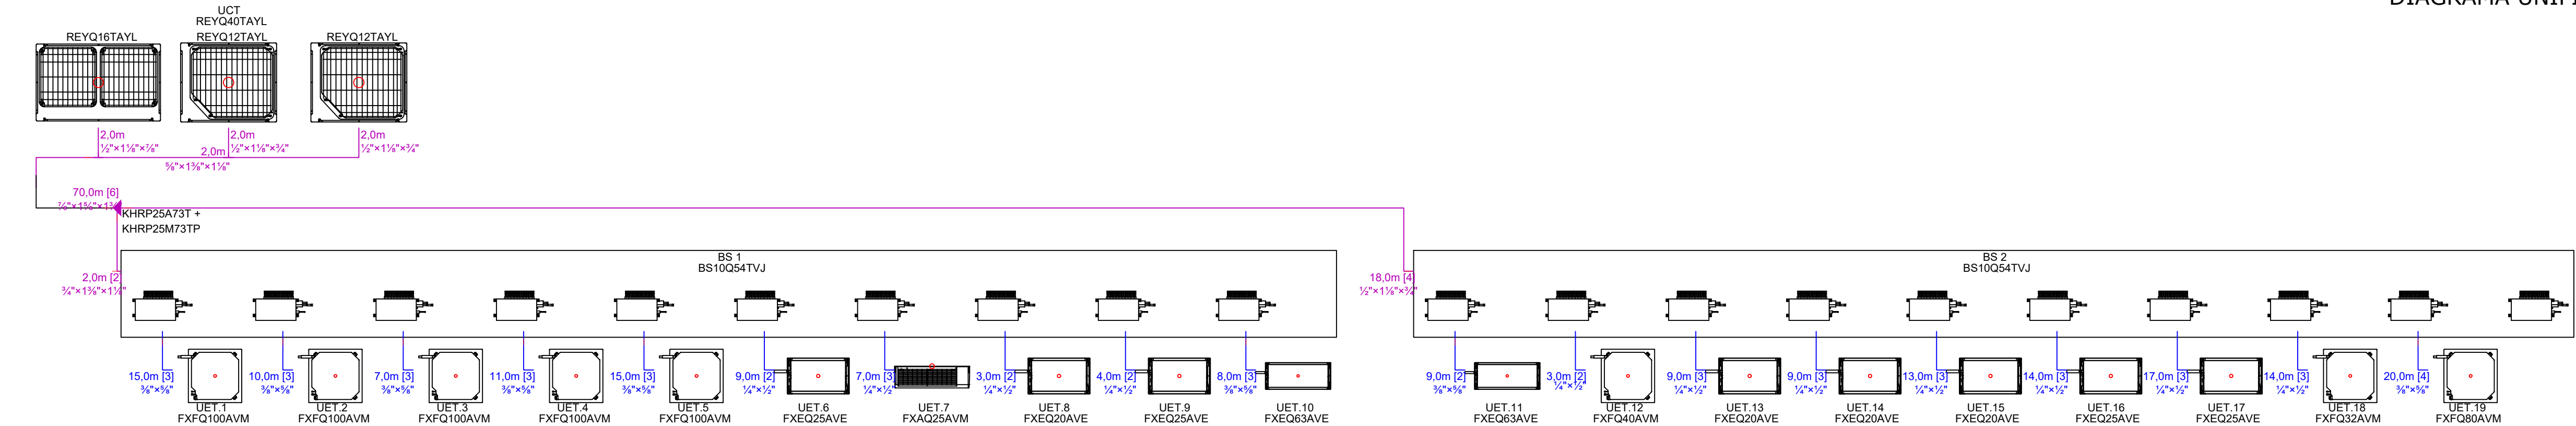 DIAGRAMA UNIFI
UCT
REYQ40TAYL
REYQ16TAYL
REYQ12TAYL
REYQ12TAYL
2,0m
½"×1⅛"×⅞"
2,0m
½"×1⅛"×¾"
2,0m
½"×1⅛"×¾"
2,0m
⅝"×1⅜"×1⅛"
70,0m [6]
KHRP25A73T +
KHRP25M73TP
2,0m [2]
¾"×1⅜"×1⅛"
BS 1
BS10Q54TVJ
18,0m [4]
½"×1⅛"×¾"
BS 2
BS10Q54TVJ
15,0m [3]
⅜"×⅝"
UET.1
FXFQ100AVM
10,0m [3]
⅜"×⅝"
UET.2
FXFQ100AVM
7,0m [3]
⅜"×⅝"
UET.3
FXFQ100AVM
11,0m [3]
⅜"×⅝"
UET.4
FXFQ100AVM
15,0m [3]
⅜"×⅝"
UET.5
FXFQ100AVM
9,0m [2]
¼"×½"
UET.6
FXEQ25AVE
7,0m [3]
¼"×½"
UET.7
FXAQ25AVM
3,0m [2]
¼"×½"
UET.8
FXEQ20AVE
4,0m [2]
¼"×½"
UET.9
FXEQ25AVE
8,0m [3]
⅜"×⅝"
UET.10
FXEQ63AVE
9,0m [2]
⅜"×⅝"
UET.11
FXEQ63AVE
3,0m [2]
¼"×½"
UET.12
FXFQ40AVM
9,0m [3]
¼"×½"
UET.13
FXEQ20AVE
9,0m [3]
¼"×½"
UET.14
FXEQ20AVE
13,0m [3]
¼"×½"
UET.15
FXEQ20AVE
14,0m [3]
¼"×½"
UET.16
FXEQ25AVE
17,0m [3]
¼"×½"
UET.17
FXEQ25AVE
14,0m [3]
¼"×½"
UET.18
FXFQ32AVM
20,0m [4]
⅜"×⅝"
UET.19
FXFQ80AVM